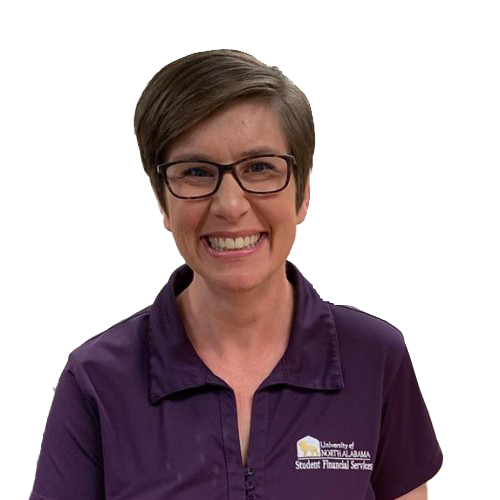 University of
NORTH ALABAMA
Student Financial Services